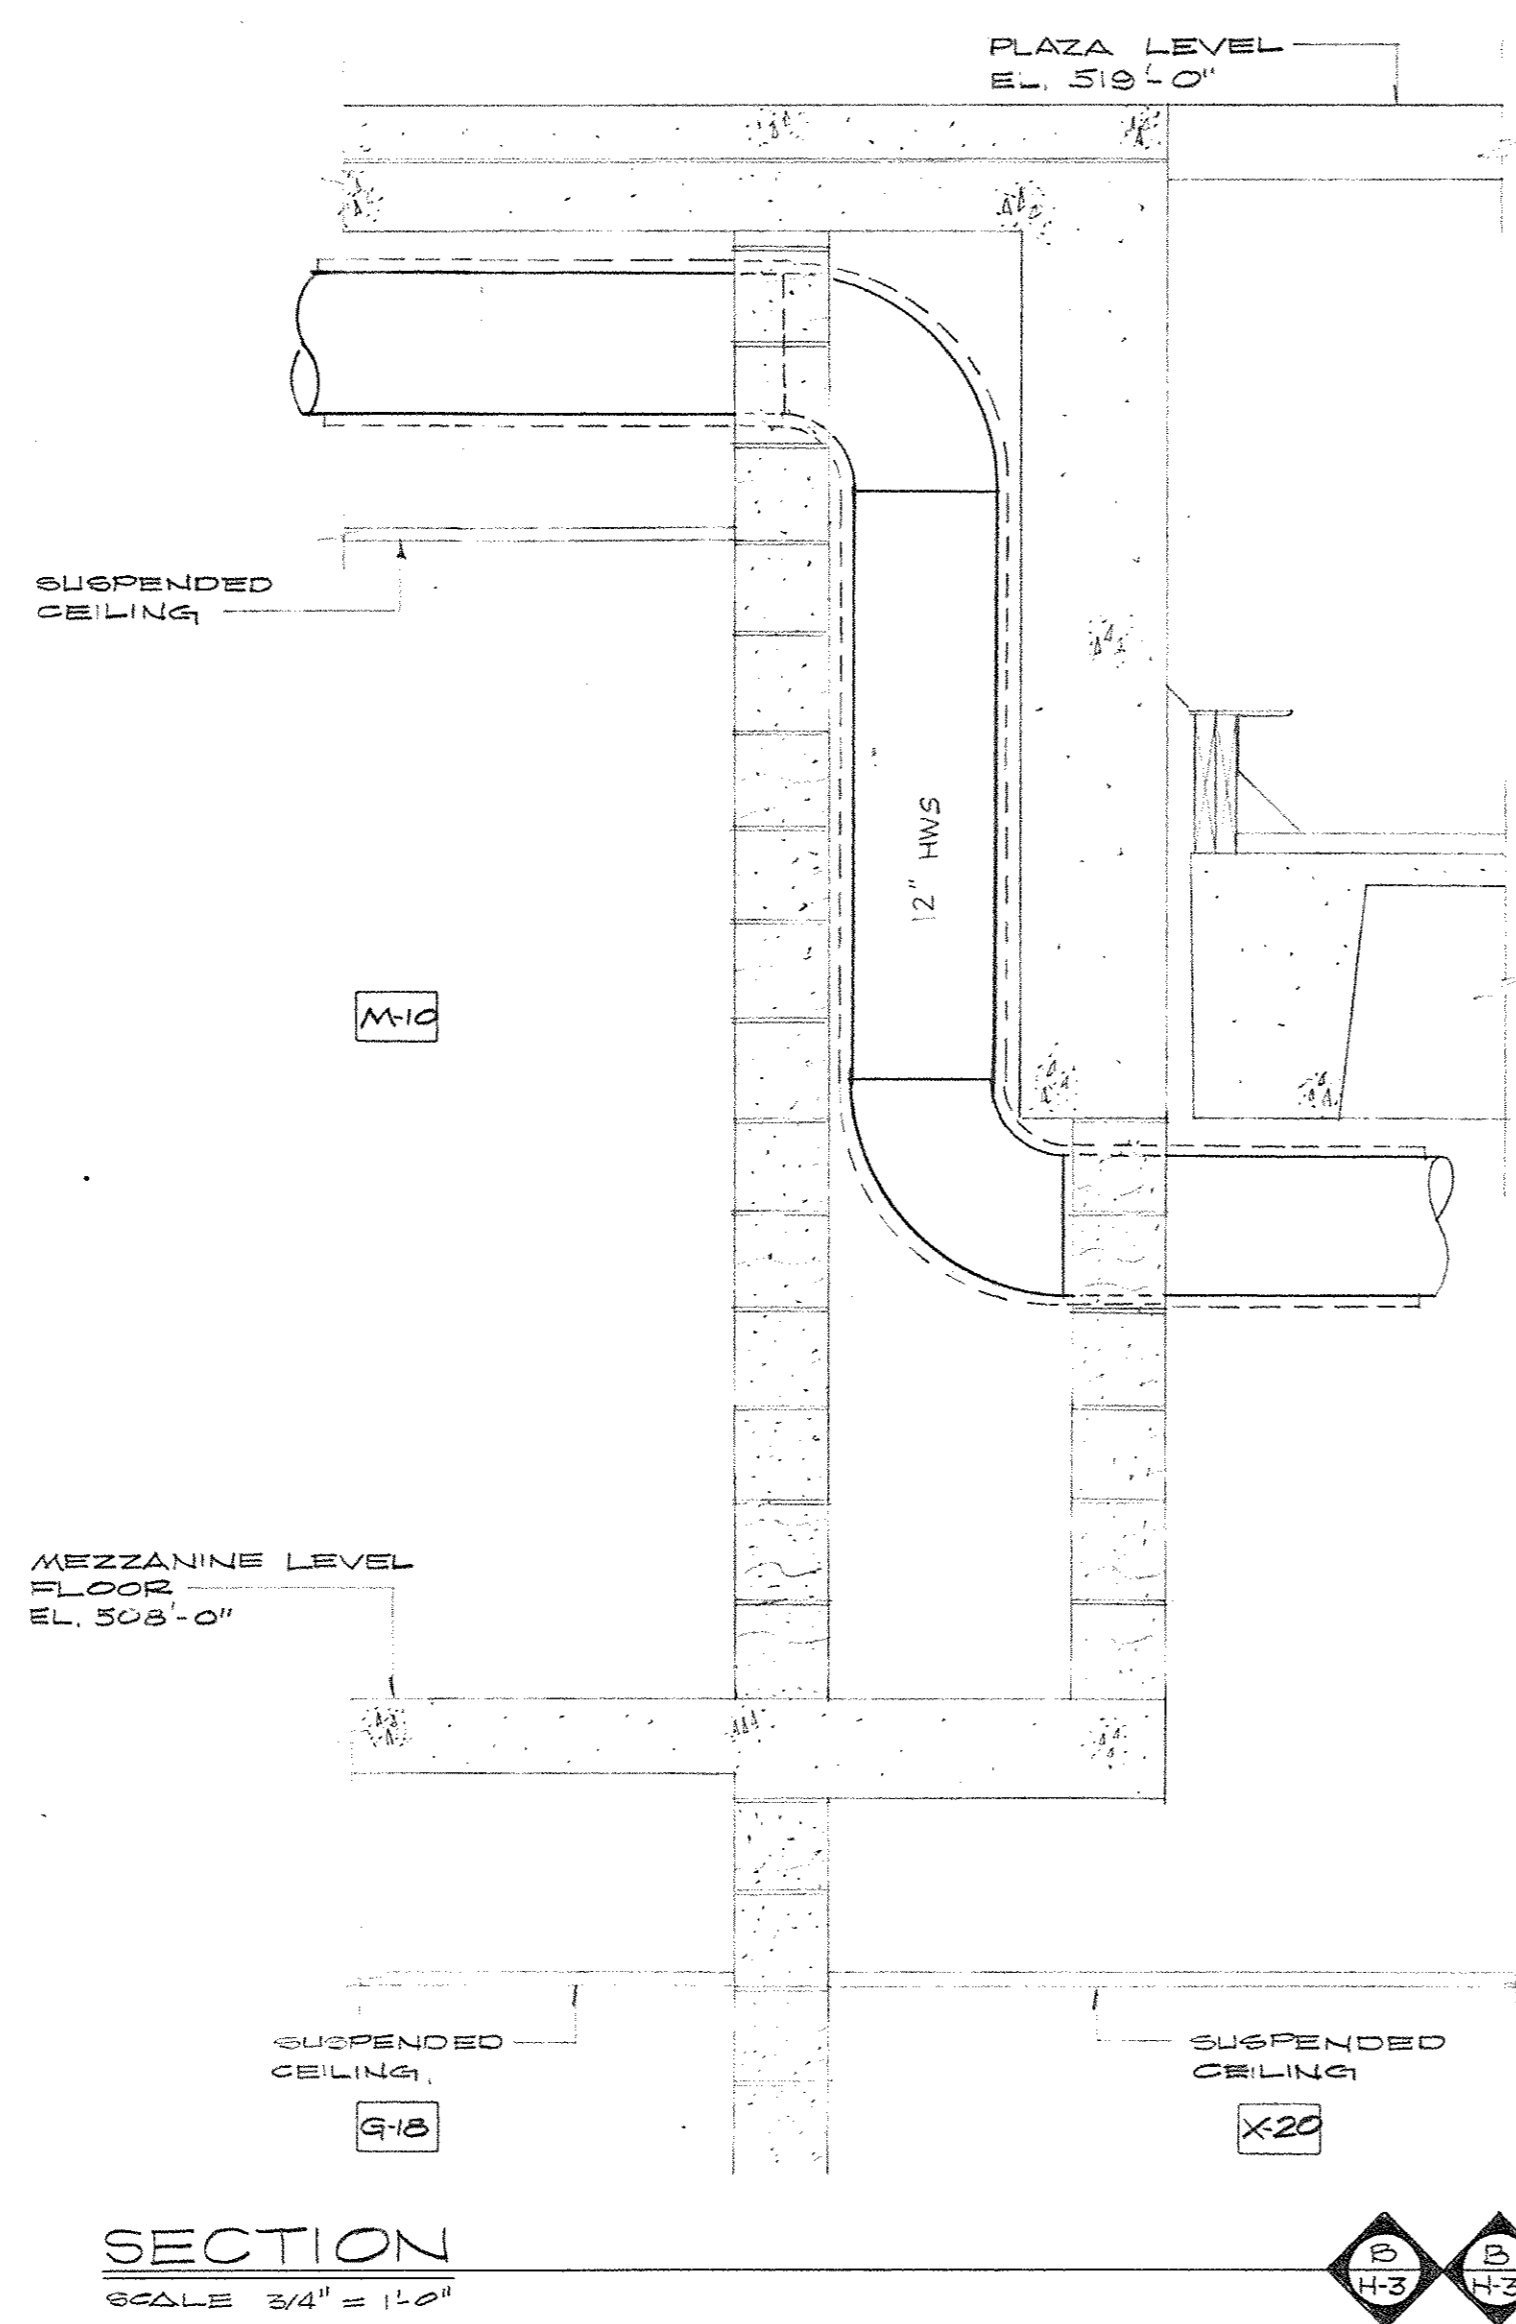 PLAZA LEVEL
EL. 519'-0"
SUSPENDED
CEILING
12" HWS
M-10
MEZZANINE LEVEL
FLOOR
EL. 508'-0"
SUSPENDED
CEILING
SUSPENDED
CEILING
G-18
X-20
SECTION
SCALE 3/4" = 1'-0"
B
H-3
B
H-3